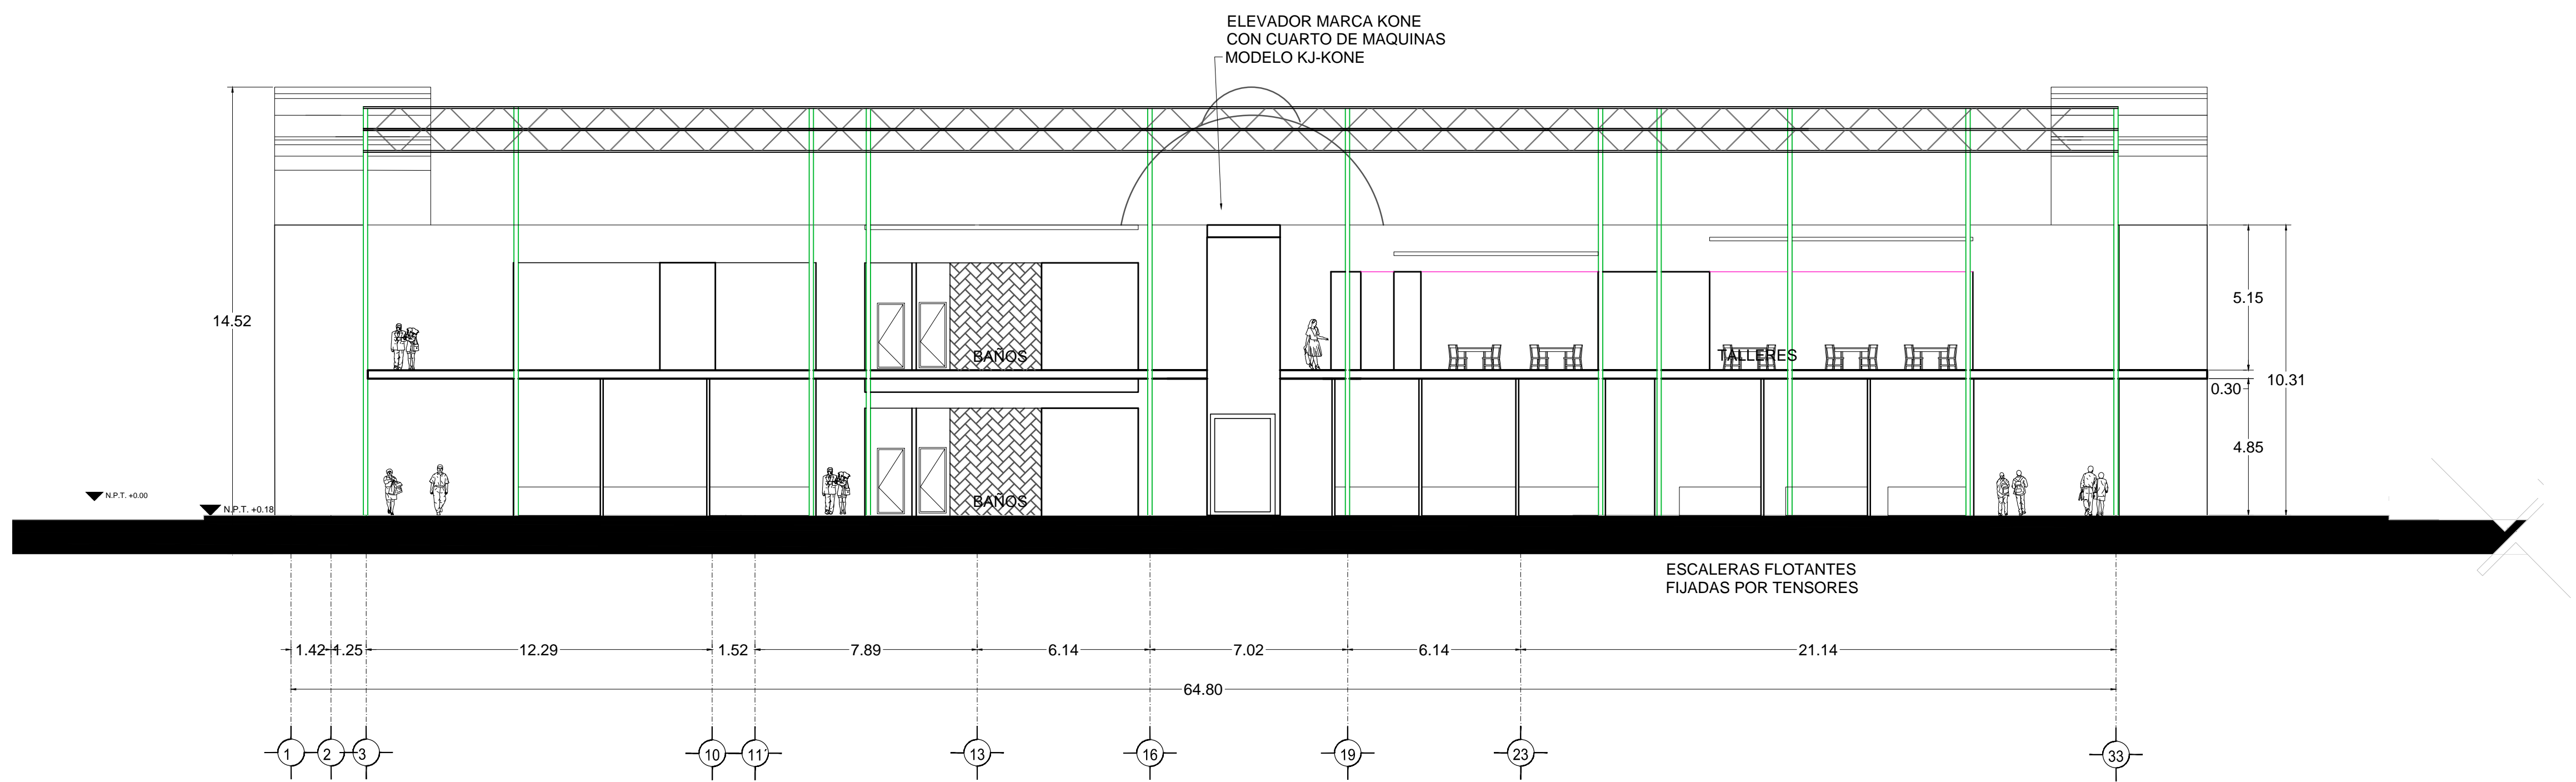 ELEVADOR MARCA KONE
CON CUARTO DE MAQUINAS
MODELO KJ-KONE
14.52
5.15
10.31
0.30
4.85
BAÑOS
TALLERES
BAÑOS
N.P.T. +0.00
N.P.T. +0.18
ESCALERAS FLOTANTES
FIJADAS POR TENSORES
1.42 1.25 12.29 1.52 7.89 6.14 7.02 6.14 21.14
64.80
1 2 3 10 11' 13 16 19 23 33